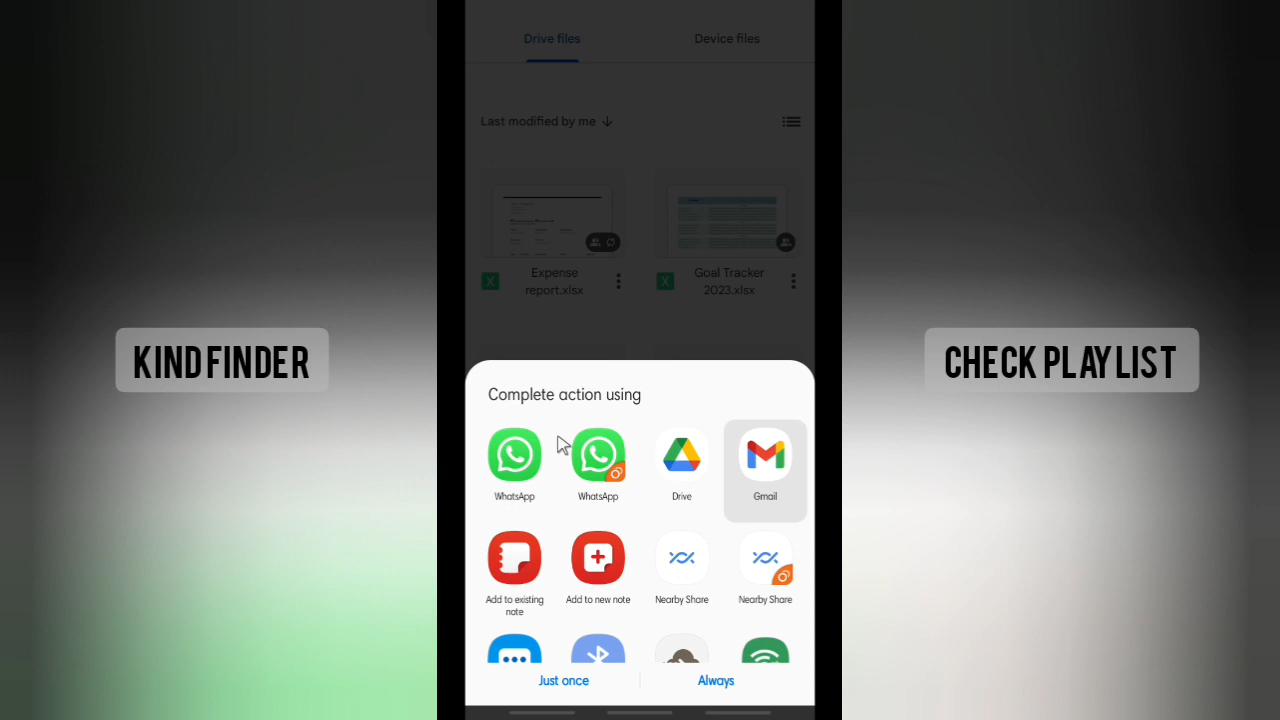 Drive files
Device files
Last modified by me
Expense
report.xlsx
Goal Tracker
2023.xlsx
KIND FINDER
CHECK PLAYLIST
Complete action using
WhatsApp
WhatsApp
Drive
Gmail
Add to existing
note
Add to new note
Nearby Share
Nearby Share
Just once
Always